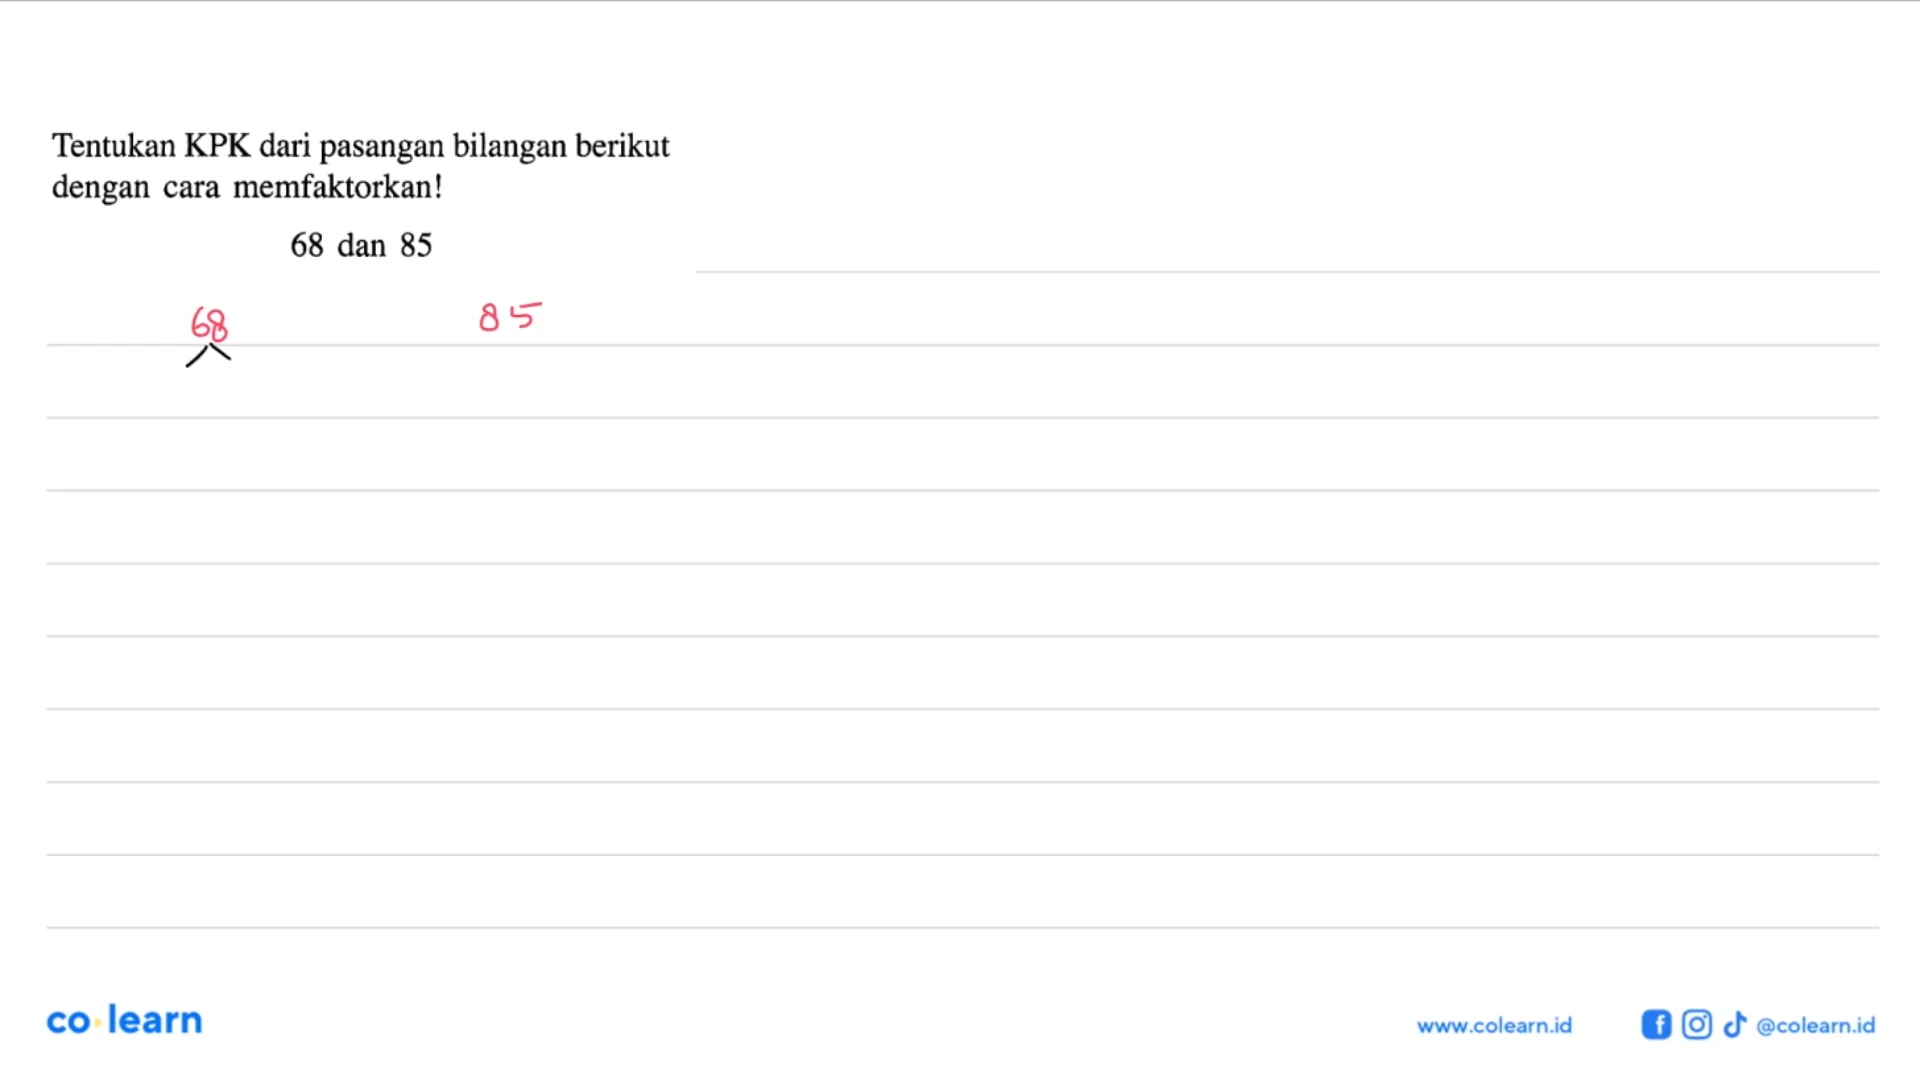 Tentukan KPK dari pasangan bilangan berikut
dengan cara memfaktorkan!
68 dan 85
68 85
co learn
www.colearn.id @colearn.id